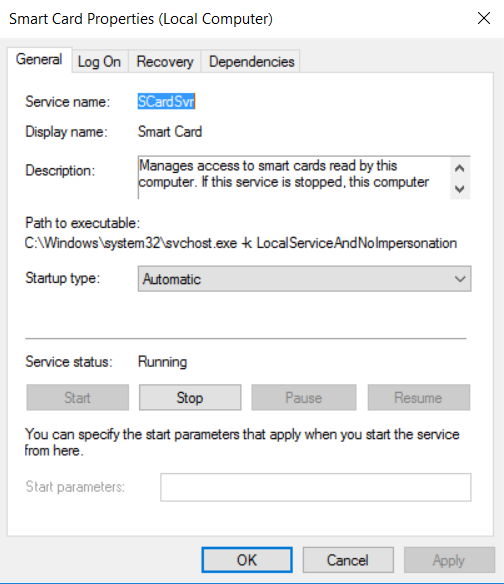 Smart Card Properties (Local Computer)
General Log On Recovery Dependencies
Service name: SCardSvr
Display name: Smart Card
Description: Manages access to smart cards read by this
computer. If this service is stopped, this computer
Path to executable:
C:\Windows\system32\svchost.exe -k LocalServiceAndNoImpersonation
Startup type: Automatic
Service status: Running
Start Stop Pause Resume
You can specify the start parameters that apply when you start the service
from here.
Start parameters:
OK Cancel Apply